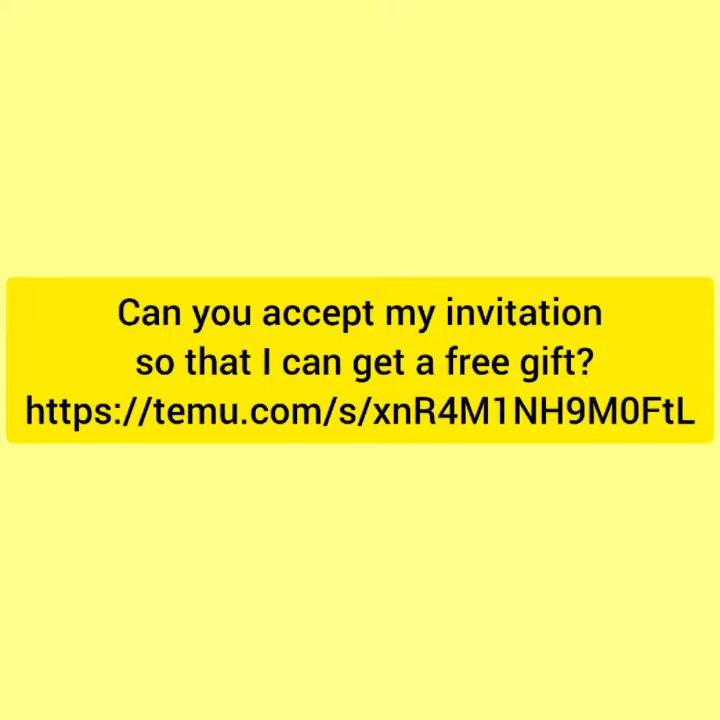 Can you accept my invitation
so that I can get a free gift?
https://temu.com/s/xnR4M1NH9M0FtL